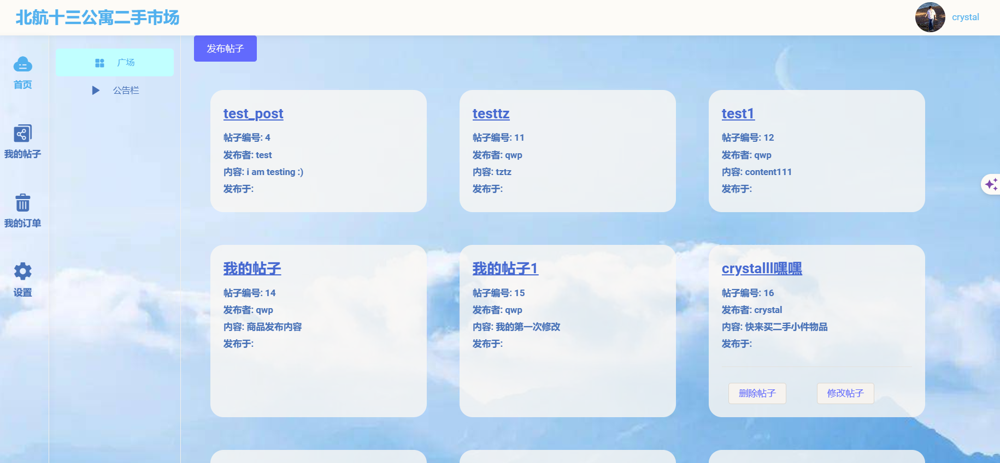 北航十三公寓二手市场
crystal
首页
我的帖子
我的订单
设置
广场
公告栏
发布帖子
test_post
帖子编号: 4
发布者: test
内容: i am testing :)
发布于:
testtz
帖子编号: 11
发布者: qwp
内容: tztz
发布于:
test1
帖子编号: 12
发布者: qwp
内容: content111
发布于:
我的帖子
帖子编号: 14
发布者: qwp
内容: 商品发布内容
发布于:
我的帖子1
帖子编号: 15
发布者: qwp
内容: 我的第一次修改
发布于:
crystalll嘿嘿
帖子编号: 16
发布者: crystal
内容: 快来买二手小件物品
发布于:
删除帖子
修改帖子